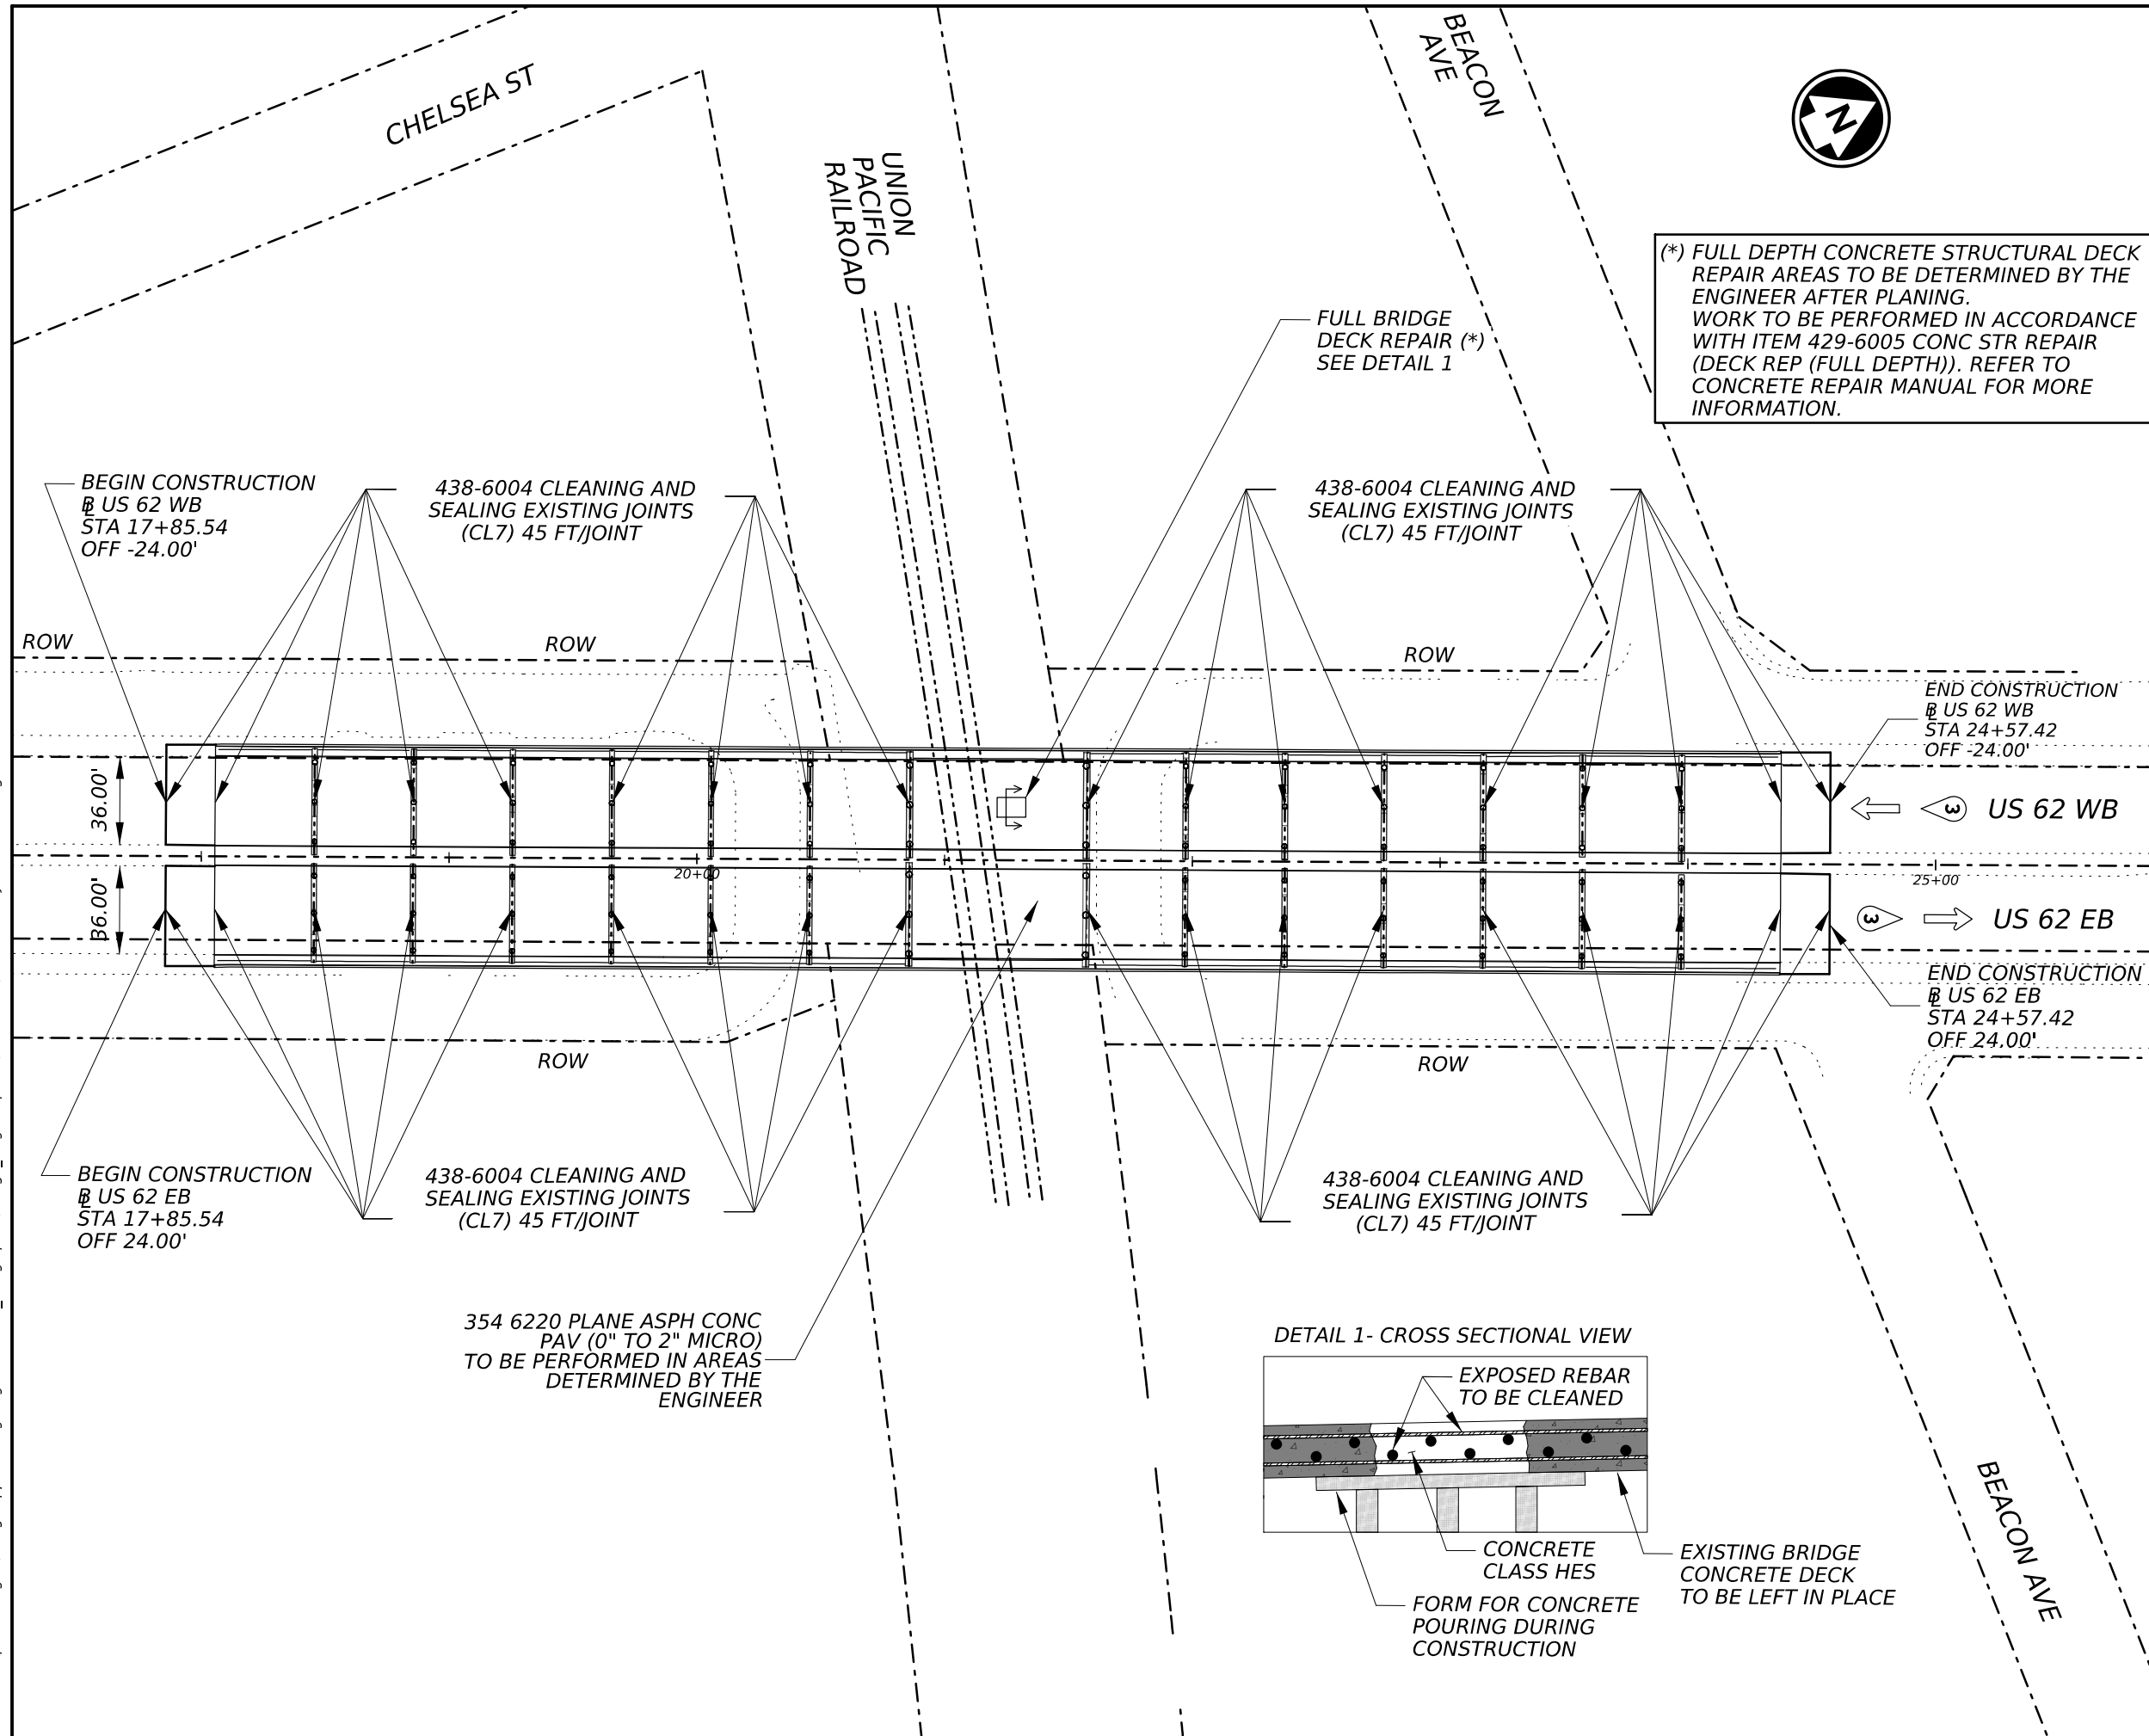 CHELSEA ST
UNION
PACIFIC
RAILROAD
BEACON
AVE
N
(*) FULL DEPTH CONCRETE STRUCTURAL DECK
REPAIR AREAS TO BE DETERMINED BY THE
ENGINEER AFTER PLANING.
WORK TO BE PERFORMED IN ACCORDANCE
WITH ITEM 429-6005 CONC STR REPAIR
(DECK REP (FULL DEPTH)). REFER TO
CONCRETE REPAIR MANUAL FOR MORE
INFORMATION.
FULL BRIDGE
DECK REPAIR (*)
SEE DETAIL 1
BEGIN CONSTRUCTION
BL US 62 WB
STA 17+85.54
OFF -24.00'
438-6004 CLEANING AND
SEALING EXISTING JOINTS
(CL7) 45 FT/JOINT
438-6004 CLEANING AND
SEALING EXISTING JOINTS
(CL7) 45 FT/JOINT
ROW
ROW
ROW
END CONSTRUCTION
BL US 62 WB
STA 24+57.42
OFF -24.00'
36.00'
3
US 62 WB
20+00
25+00
36.00'
3
US 62 EB
END CONSTRUCTION
BL US 62 EB
STA 24+57.42
OFF 24.00'
ROW
ROW
BEGIN CONSTRUCTION
BL US 62 EB
STA 17+85.54
OFF 24.00'
438-6004 CLEANING AND
SEALING EXISTING JOINTS
(CL7) 45 FT/JOINT
438-6004 CLEANING AND
SEALING EXISTING JOINTS
(CL7) 45 FT/JOINT
354 6220 PLANE ASPH CONC
PAV (0" TO 2" MICRO)
TO BE PERFORMED IN AREAS
DETERMINED BY THE
ENGINEER
DETAIL 1- CROSS SECTIONAL VIEW
EXPOSED REBAR
TO BE CLEANED
CONCRETE
CLASS HES
EXISTING BRIDGE
CONCRETE DECK
TO BE LEFT IN PLACE
FORM FOR CONCRETE
POURING DURING
CONSTRUCTION
BEACON AVE